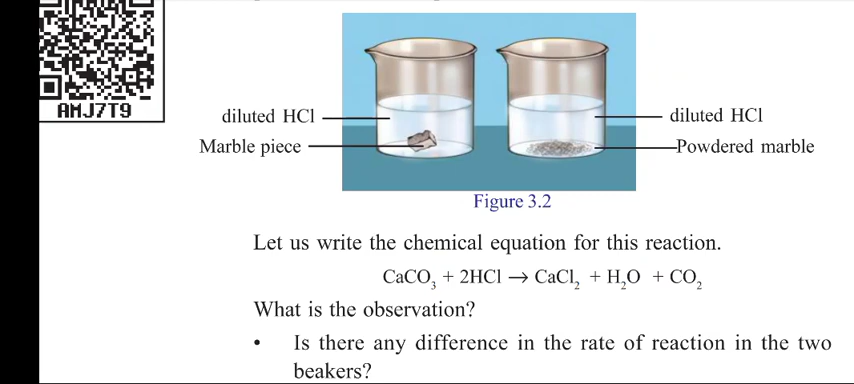 AMJ7T9
diluted HCl
diluted HCl
Marble piece
Powdered marble
Figure 3.2
Let us write the chemical equation for this reaction.
CaCO₃ + 2HCl → CaCl₂ + H₂O + CO₂
What is the observation?
• Is there any difference in the rate of reaction in the two
beakers?